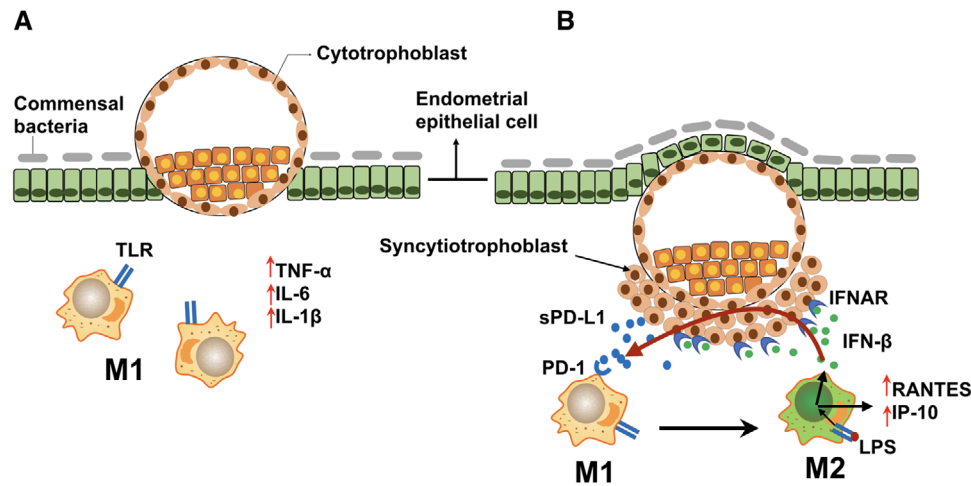 A
Cytotrophoblast
Commensal
bacteria
TLR
↑TNF-α
↑IL-6
↑IL-1β
M1
Endometrial
epithelial cell
B
Syncytiotrophoblast
IFNAR
sPD-L1
IFN-β
PD-1
↑RANTES
↑IP-10
LPS
M1
M2